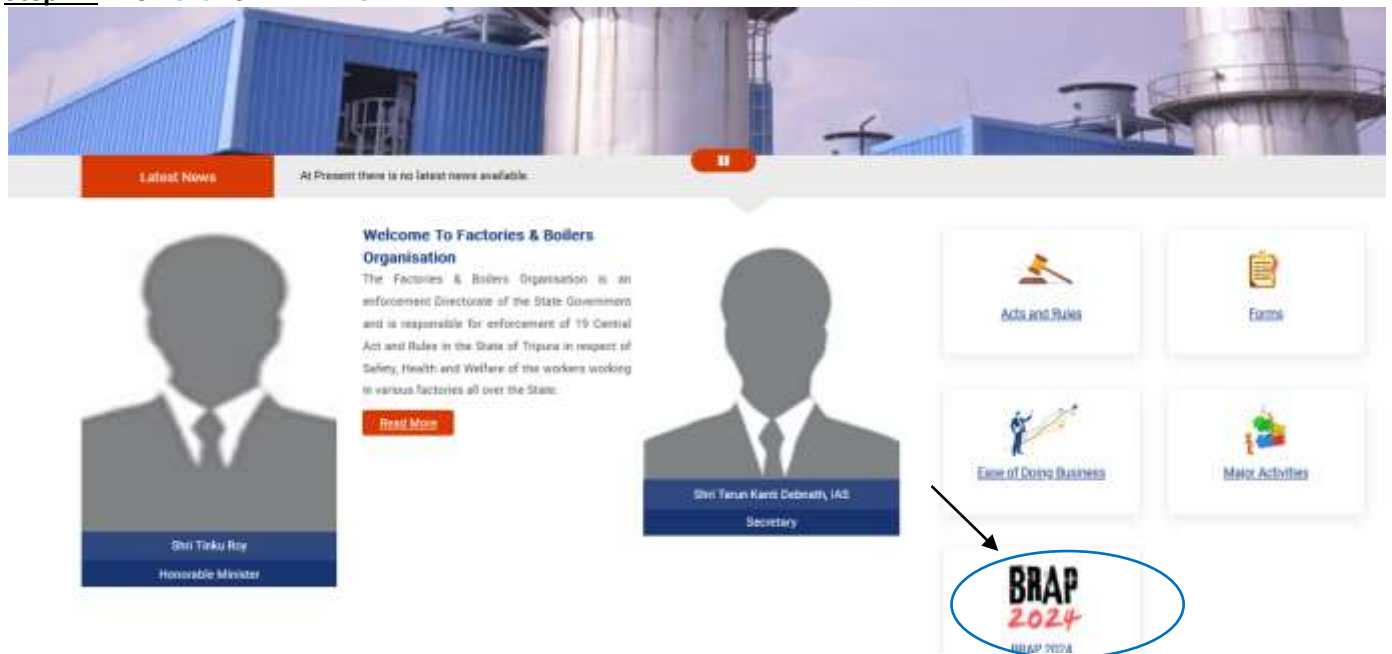 Latest News
At Present there is no latest news available.
Welcome To Factories & Boilers
Organisation
The Factories & Boilers Organisation is an
enforcement Directorate of the State Government
and is responsible for enforcement of 19 Central
Act and Rules in the State of Tripura in respect of
Safety, Health and Welfare of the workers working
in various factories all over the State.
Read More
Shri Tinku Roy
Honorable Minister
Shri Tarun Kanti Debnath, IAS
Secretary
Acts and Rules
Forms
Ease of Doing Business
Major Activities
BRAP
2024
BRAP 2024